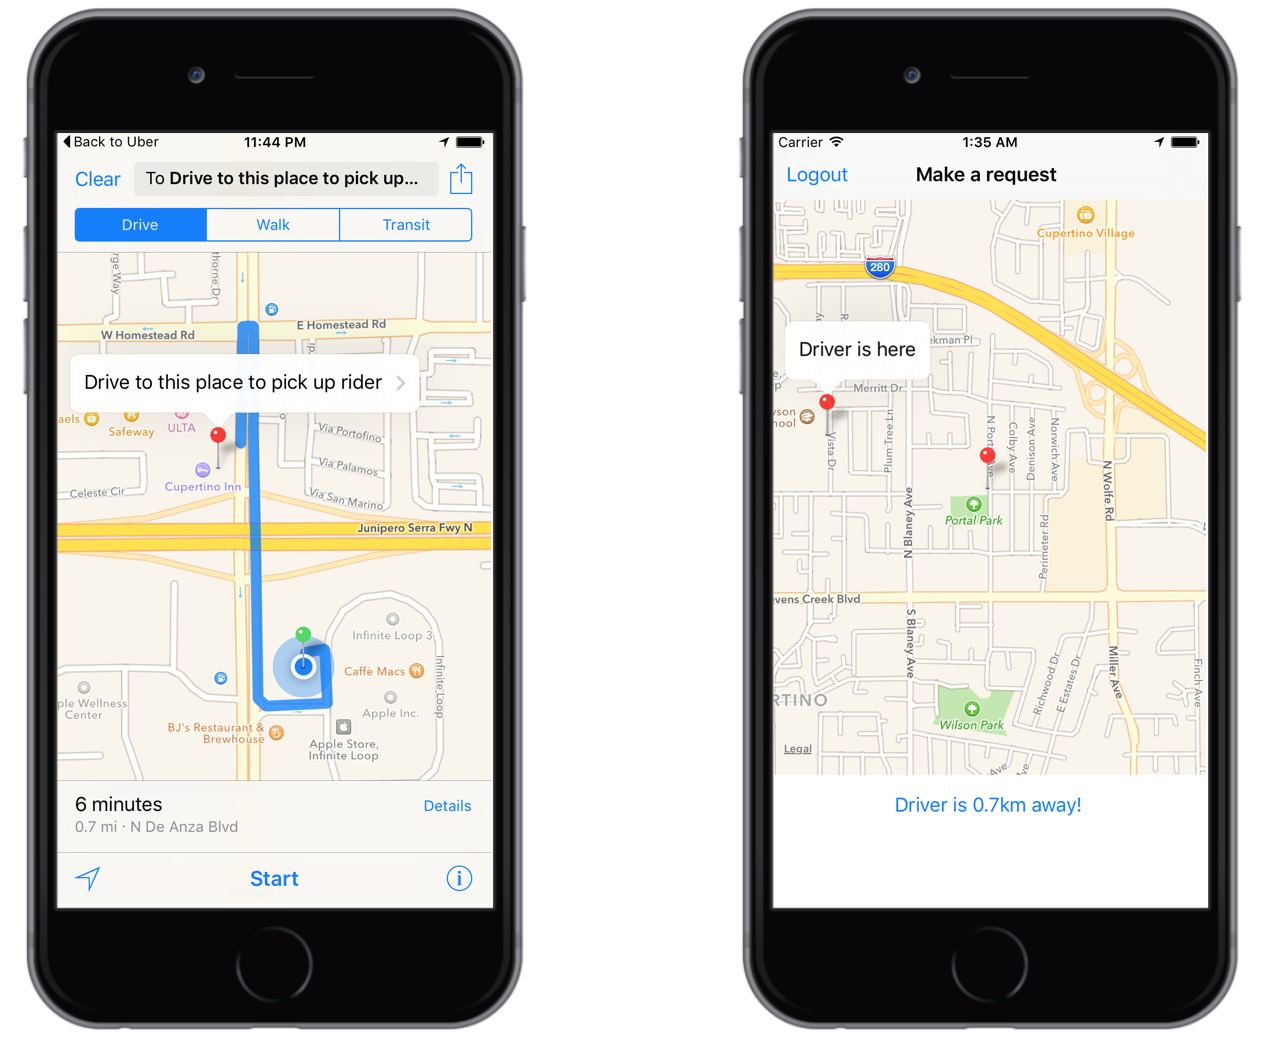 Back to Uber
11:44 PM
Clear
To Drive to this place to pick up...
Drive
Walk
Transit
thorne Dr
W Homestead Rd
E Homestead Rd
Drive to this place to pick up rider
aels
Safeway
ULTA
Via Portofino
Via Palamos
Cupertino Inn
Celeste Cir
Via San Marino
Junipero Serra Fwy N
Infinite Loop 3
Caffè Macs
Infinite Loop
ple Wellness
Center
Apple Inc.
BJ's Restaurant &
Brewhouse
Apple Store,
Infinite Loop
6 minutes
Details
0.7 mi · N De Anza Blvd
Start
Carrier
1:35 AM
Logout
Make a request
Cupertino Village
280
ekman Pl
Driver is here
Merritt Dr
wson
hool
Vista Dr
Plum Tree Ln
Colby Ave
Denison Ave
Norwich Ave
N Wolfe Rd
N Blaney Ave
Portal Park
Perimeter Rd
evens Creek Blvd
S Blaney Ave
Miller Ave
Richwood Dr
E Estates Dr
Finch Ave
RTINO
Wilson Park
Legal
Ave
Ave
Driver is 0.7km away!